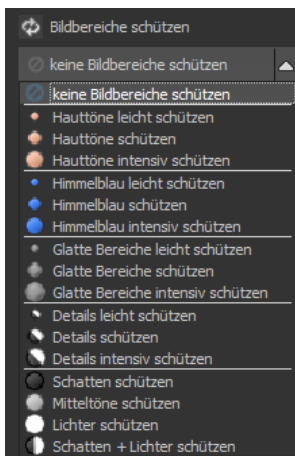 Bildbereiche schützen
keine Bildbereiche schützen
keine Bildbereiche schützen
Hauttöne leicht schützen
Hauttöne schützen
Hauttöne intensiv schützen
Himmelblau leicht schützen
Himmelblau schützen
Himmelblau intensiv schützen
Glatte Bereiche leicht schützen
Glatte Bereiche schützen
Glatte Bereiche intensiv schützen
Details leicht schützen
Details schützen
Details intensiv schützen
Schatten schützen
Mitteltöne schützen
Lichter schützen
Schatten + Lichter schützen